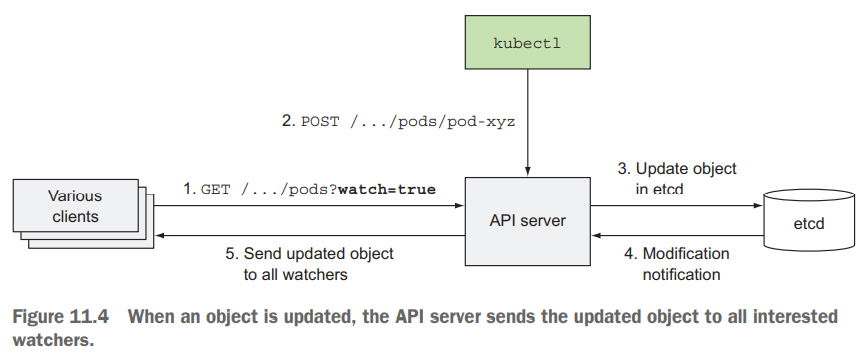 kubectl
2. POST /.../pods/pod-xyz
3. Update object
in etcd
Various
clients
1. GET /.../pods?watch=true
API server
etcd
5. Send updated object
to all watchers
4. Modification
notification
Figure 11.4 When an object is updated, the API server sends the updated object to all interested
watchers.